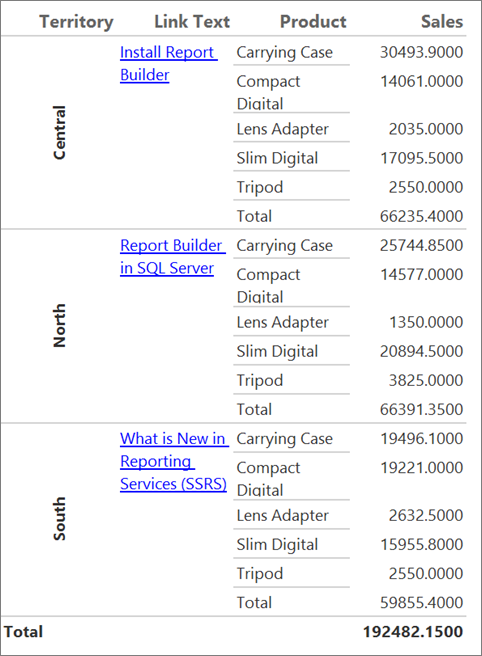 Territory Link Text Product Sales
Central Install Report Carrying Case 30493.9000
Builder Compact 14061.0000
Digital
Lens Adapter 2035.0000
Slim Digital 17095.5000
Tripod 2550.0000
Total 66235.4000
North Report Builder Carrying Case 25744.8500
in SQL Server Compact 14577.0000
Digital
Lens Adapter 1350.0000
Slim Digital 20894.5000
Tripod 3825.0000
Total 66391.3500
South What is New in Carrying Case 19496.1000
Reporting Compact 19221.0000
Services (SSRS) Digital
Lens Adapter 2632.5000
Slim Digital 15955.8000
Tripod 2550.0000
Total 59855.4000
Total 192482.1500